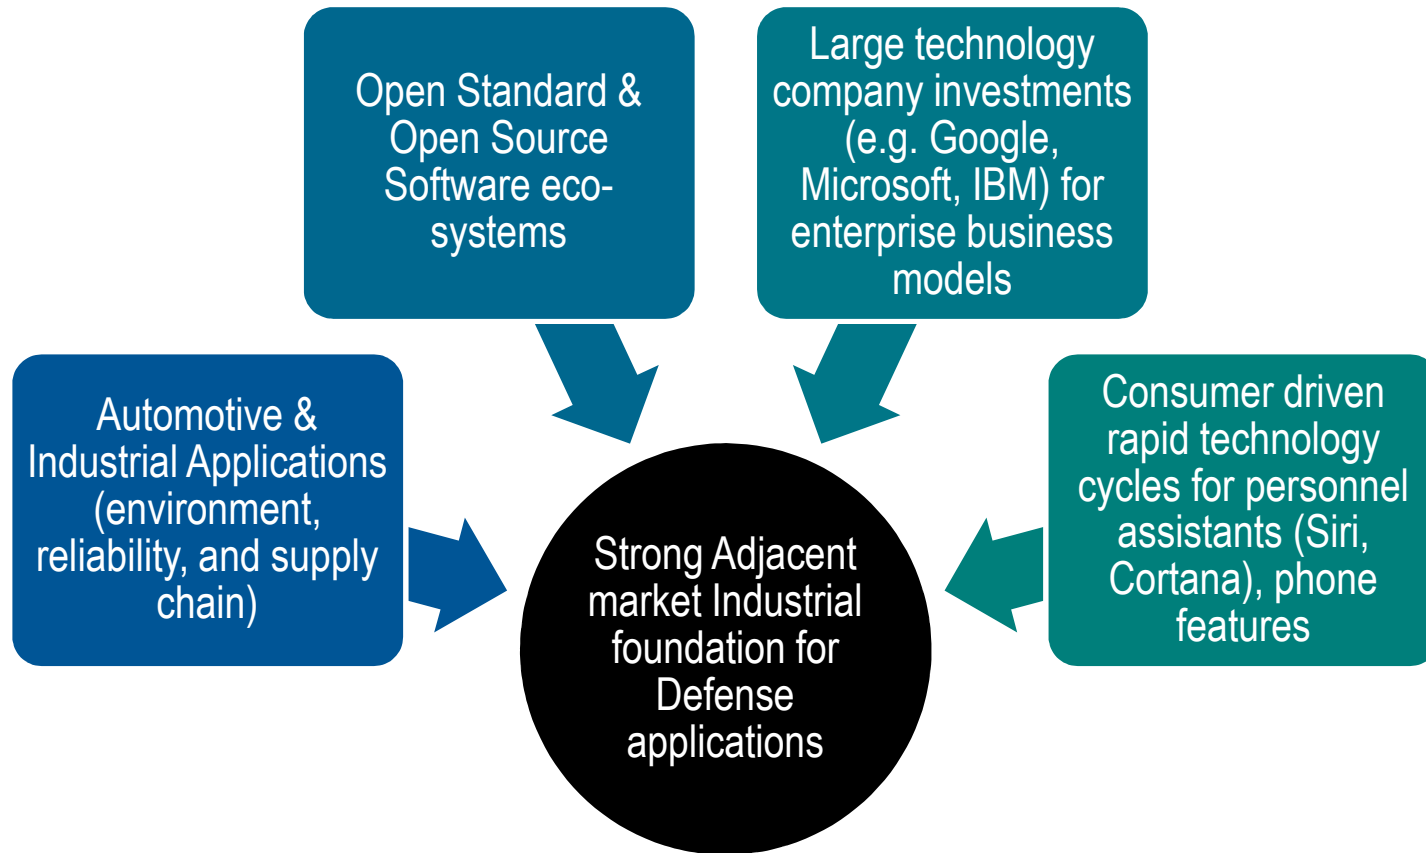 Open Standard &
Open Source
Software eco-
systems
Large technology
company investments
(e.g. Google,
Microsoft, IBM) for
enterprise business
models
Automotive &
Industrial Applications
(environment,
reliability, and supply
chain)
Consumer driven
rapid technology
cycles for personnel
assistants (Siri,
Cortana), phone
features
Strong Adjacent
market Industrial
foundation for
Defense
applications